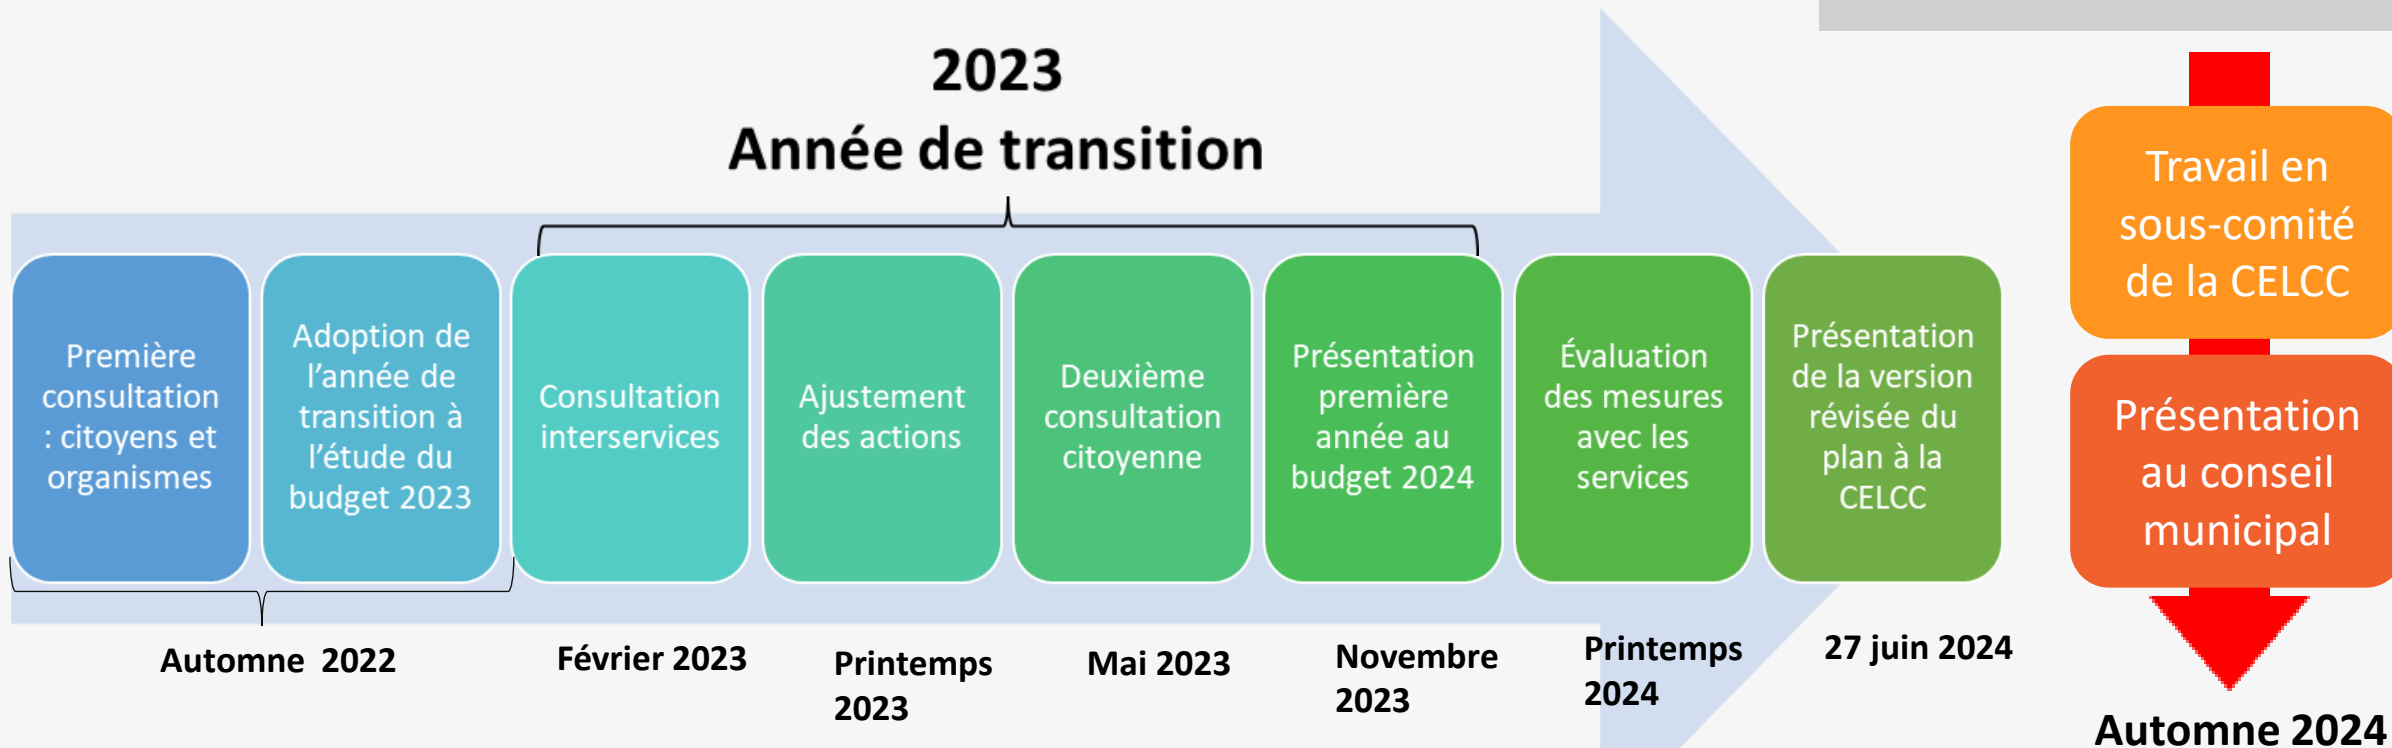 2023
Année de transition
Première
consultation
: citoyens et
organismes
Adoption de
l'année de
transition à
l'étude du
budget 2023
Consultation
interservices
Ajustement
des actions
Deuxième
consultation
citoyenne
Présentation
première
année au
budget 2024
Évaluation
des mesures
avec les
services
Présentation
de la version
révisée du
plan à la
CELCC
Automne 2022
Février 2023
Printemps
2023
Mai 2023
Novembre
2023
Printemps
2024
27 juin 2024
Travail en
sous-comité
de la CELCC
Présentation
au conseil
municipal
Automne 2024